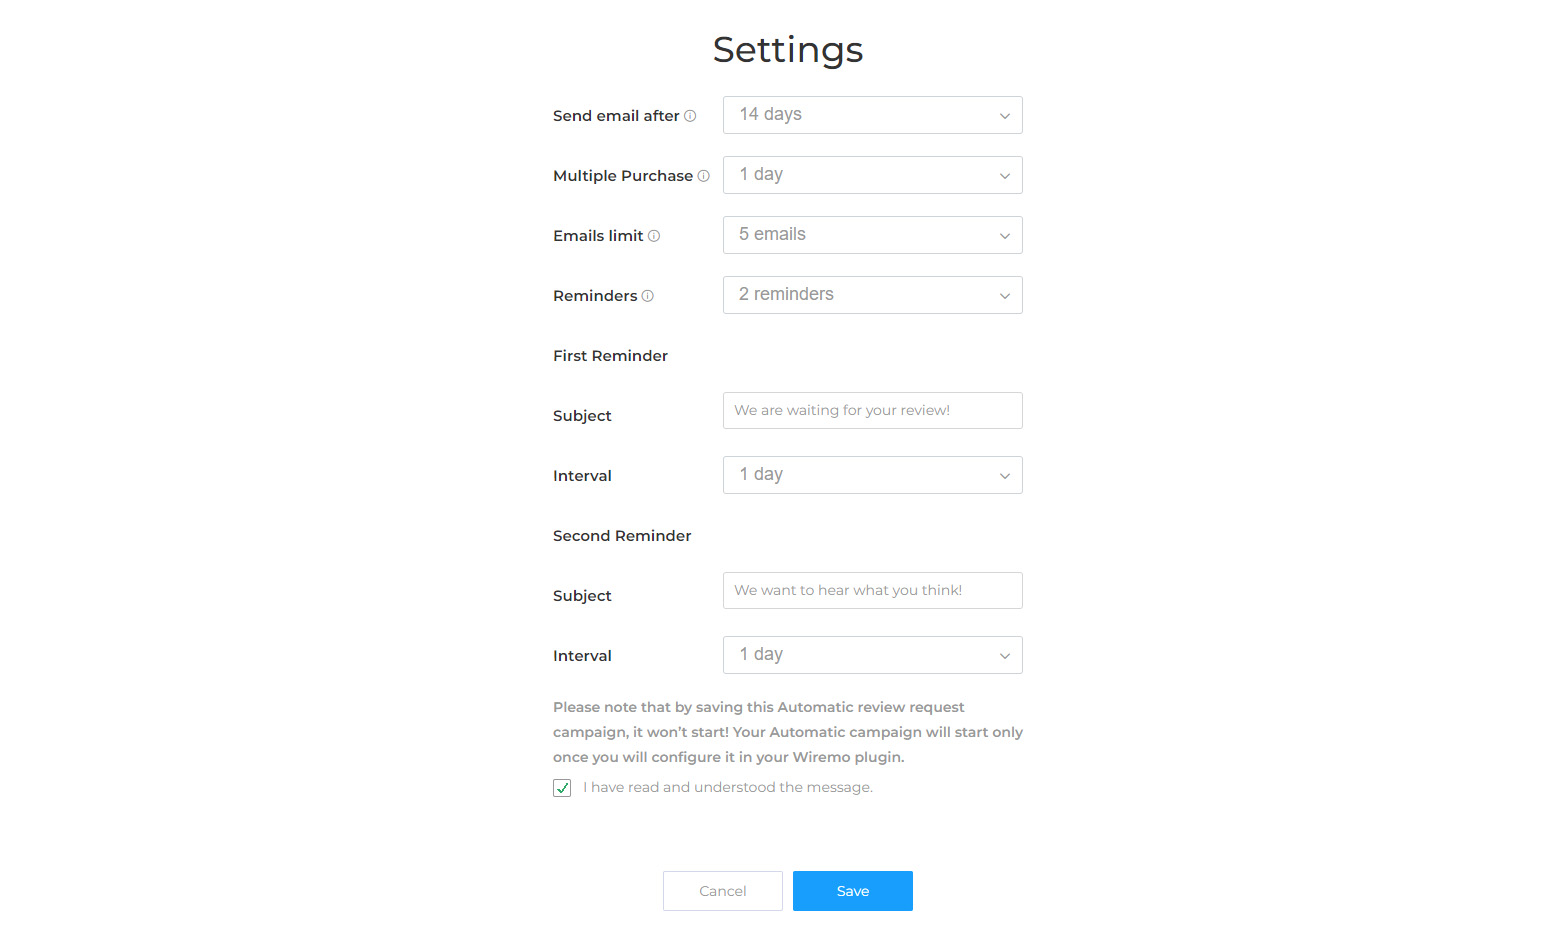 Settings
Send email after 14 days
Multiple Purchase 1 day
Emails limit 5 emails
Reminders 2 reminders
First Reminder
Subject We are waiting for your review!
Interval 1 day
Second Reminder
Subject We want to hear what you think!
Interval 1 day
Please note that by saving this Automatic review request
campaign, it won’t start! Your Automatic campaign will start only
once you will configure it in your Wiremo plugin.
I have read and understood the message.
Cancel Save